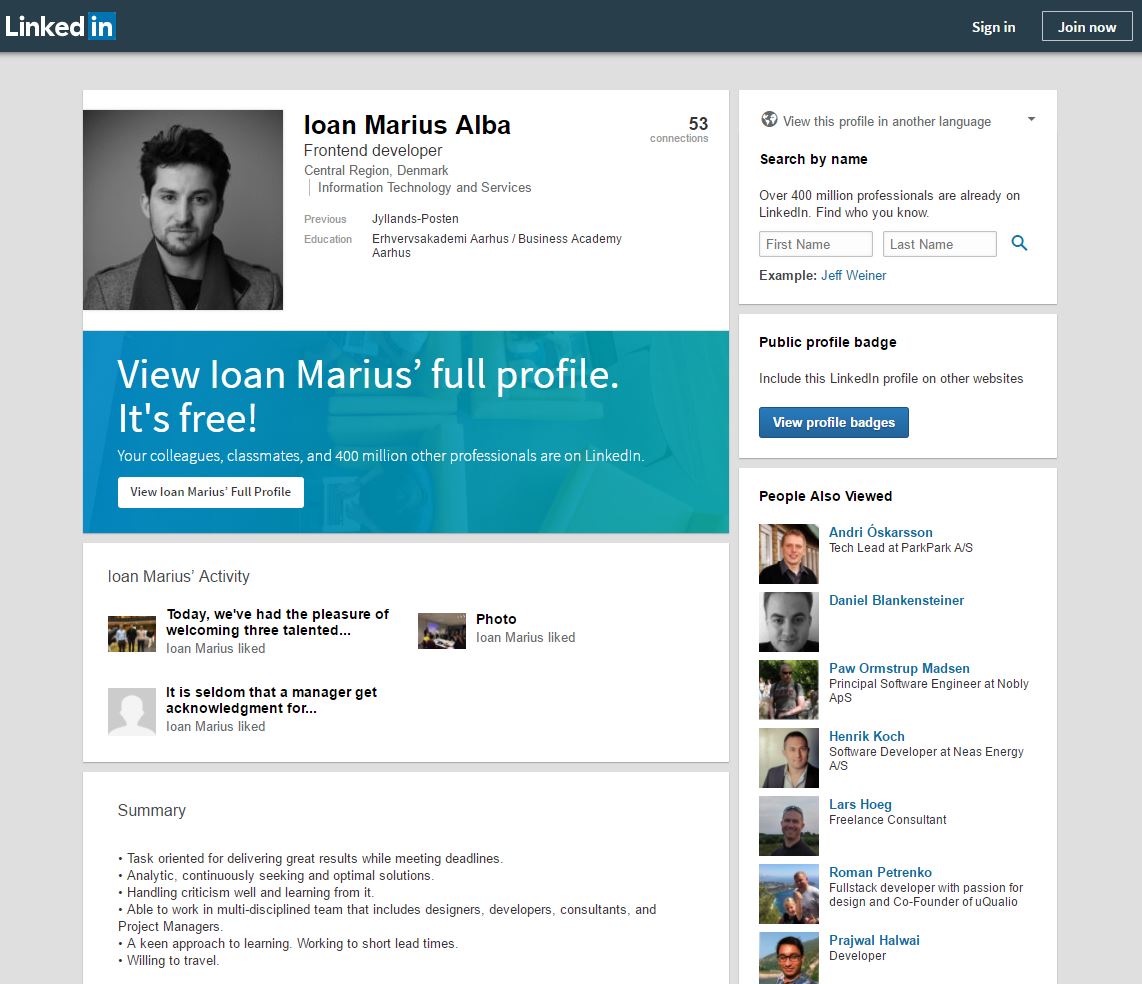 Linked in
Sign in
Join now
Ioan Marius Alba
53
connections
Frontend developer
Central Region, Denmark
Information Technology and Services
Previous Jyllands-Posten
Education Erhvervsakademi Aarhus / Business Academy
Aarhus
View Ioan Marius’ full profile.
It's free!
Your colleagues, classmates, and 400 million other professionals are on LinkedIn.
View Ioan Marius’ Full Profile
Ioan Marius’ Activity
Today, we've had the pleasure of
welcoming three talented...
Ioan Marius liked
Photo
Ioan Marius liked
It is seldom that a manager get
acknowledgment for...
Ioan Marius liked
Summary
• Task oriented for delivering great results while meeting deadlines.
• Analytic, continuously seeking and optimal solutions.
• Handling criticism well and learning from it.
• Able to work in multi-disciplined team that includes designers, developers, consultants, and
Project Managers.
• A keen approach to learning. Working to short lead times.
• Willing to travel.
View this profile in another language
Search by name
Over 400 million professionals are already on
LinkedIn. Find who you know.
First Name
Last Name
Example: Jeff Weiner
Public profile badge
Include this LinkedIn profile on other websites
View profile badges
People Also Viewed
Andri Óskarsson
Tech Lead at ParkPark A/S
Daniel Blankensteiner
Paw Ormstrup Madsen
Principal Software Engineer at Nobly
ApS
Henrik Koch
Software Developer at Neas Energy
A/S
Lars Hoeg
Freelance Consultant
Roman Petrenko
Fullstack developer with passion for
design and Co-Founder of uQualio
Prajwal Halwai
Developer